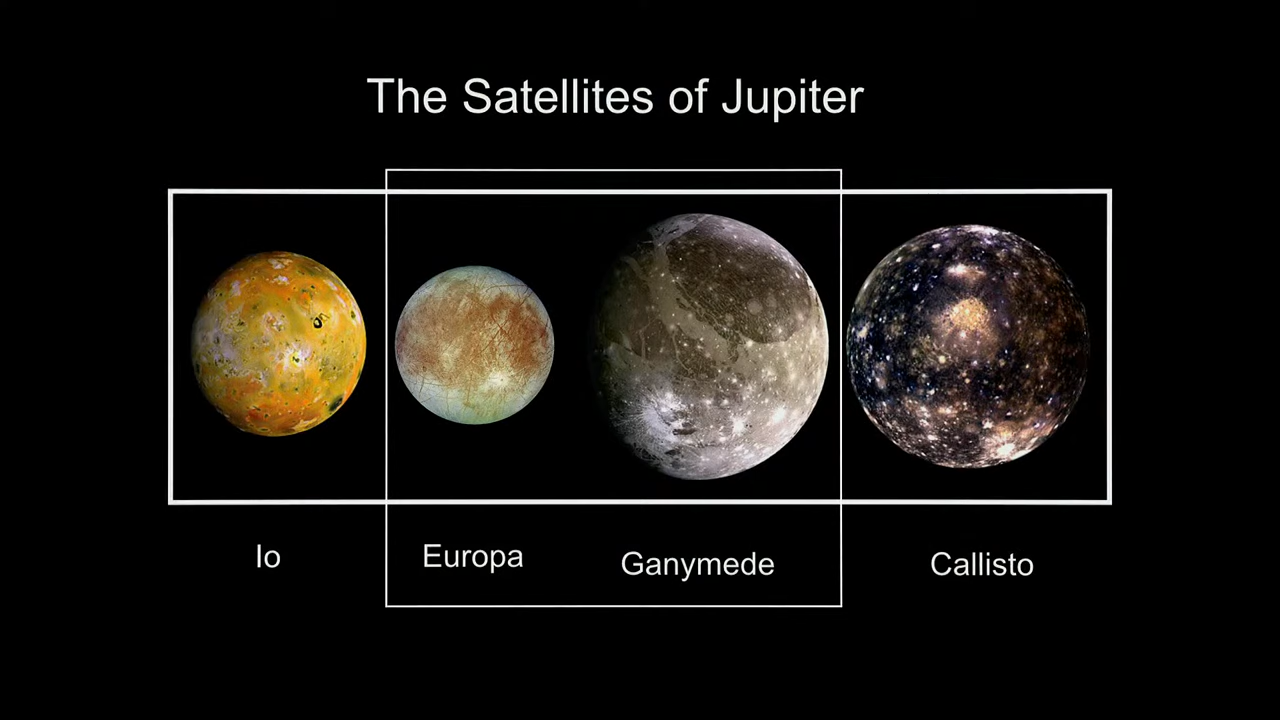 The Satellites of Jupiter
Io
Europa
Ganymede
Callisto